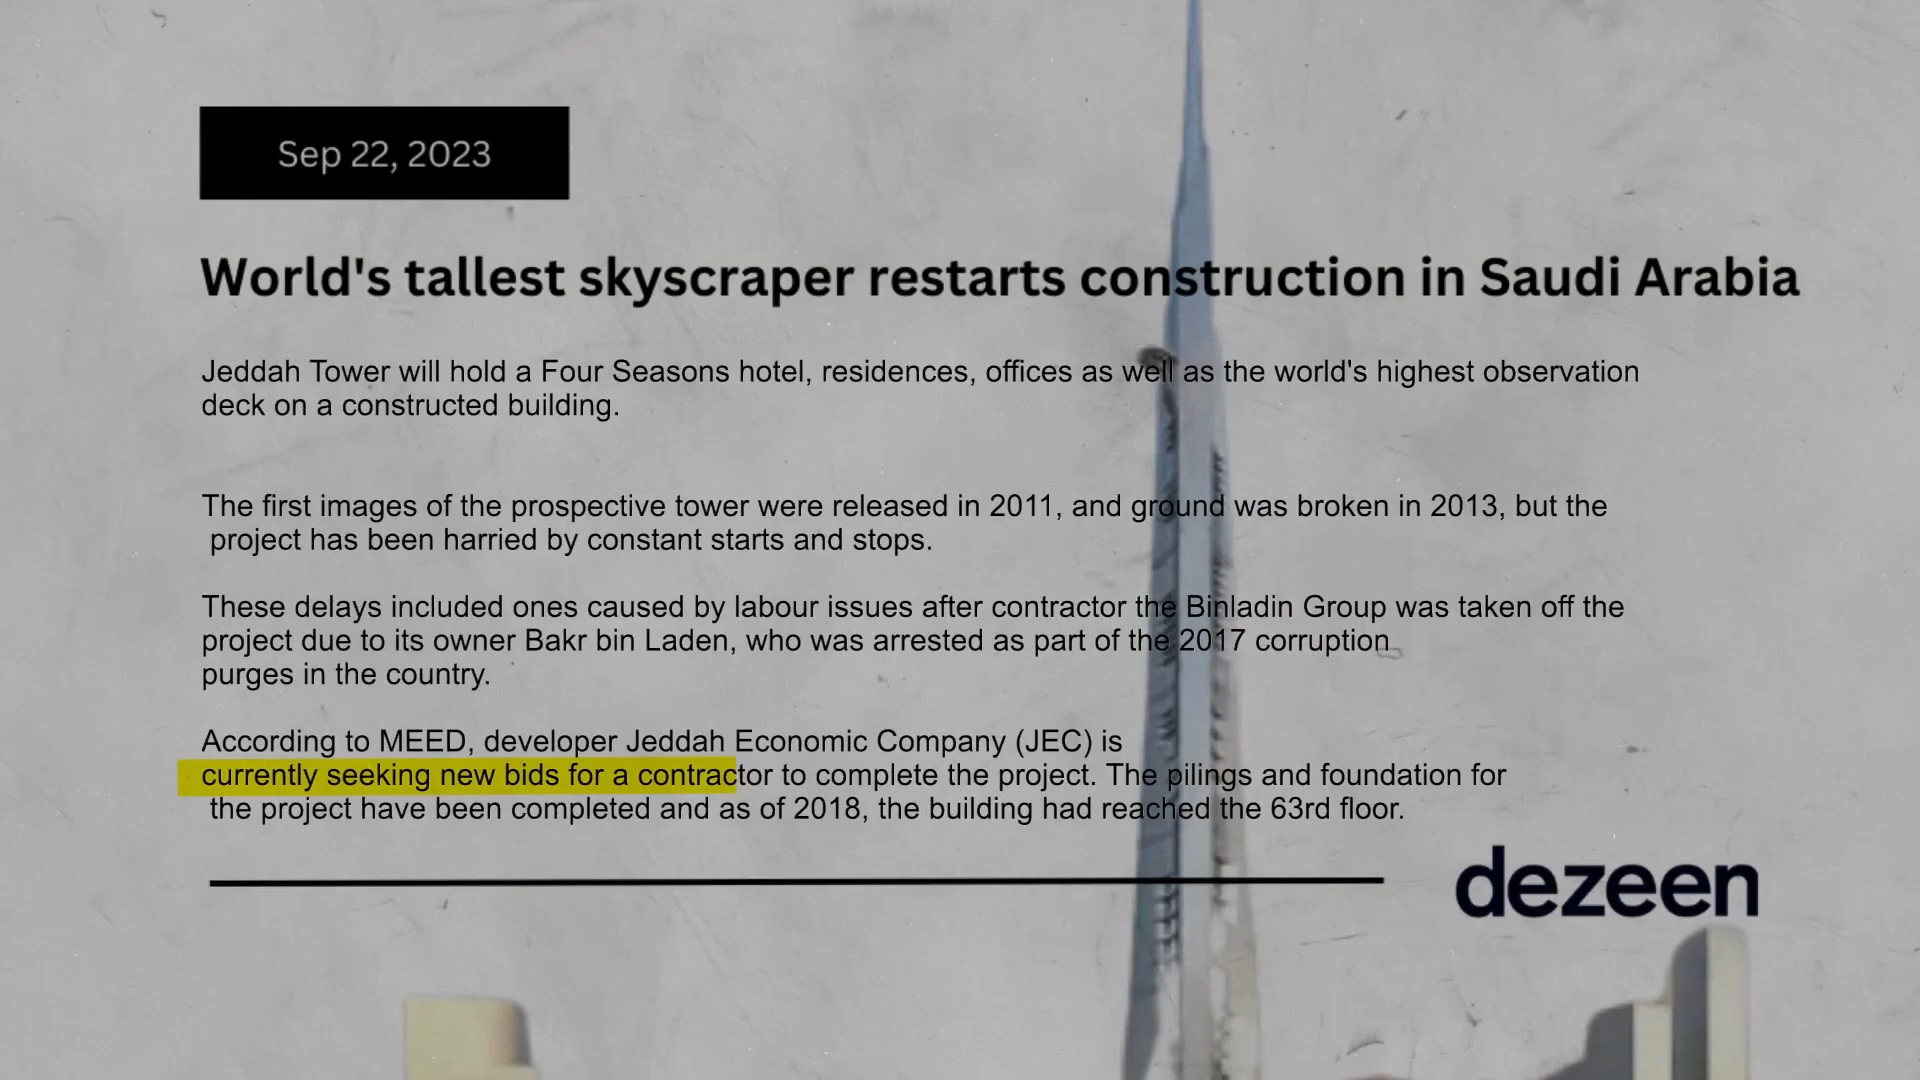 Sep 22, 2023
World's tallest skyscraper restarts construction in Saudi Arabia
Jeddah Tower will hold a Four Seasons hotel, residences, offices as well as the world's highest observation
deck on a constructed building.
The first images of the prospective tower were released in 2011, and ground was broken in 2013, but the
project has been harried by constant starts and stops.
These delays included ones caused by labour issues after contractor the Binladin Group was taken off the
project due to its owner Bakr bin Laden, who was arrested as part of the 2017 corruption
purges in the country.
According to MEED, developer Jeddah Economic Company (JEC) is
currently seeking new bids for a contractor to complete the project. The pilings and foundation for
the project have been completed and as of 2018, the building had reached the 63rd floor.
dezeen